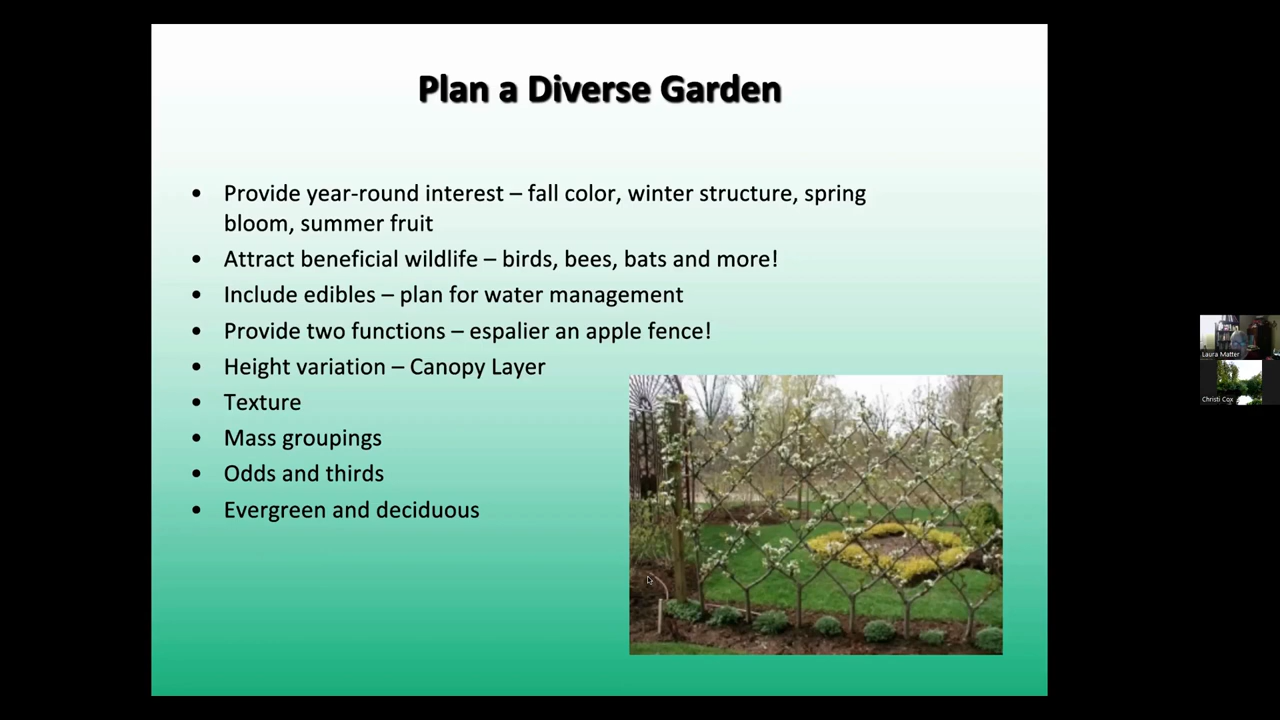 Plan a Diverse Garden
• Provide year-round interest – fall color, winter structure, spring
bloom, summer fruit
• Attract beneficial wildlife – birds, bees, bats and more!
• Include edibles – plan for water management
• Provide two functions – espalier an apple fence!
• Height variation – Canopy Layer
• Texture
• Mass groupings
• Odds and thirds
• Evergreen and deciduous
Laura Matter
Christi Cox